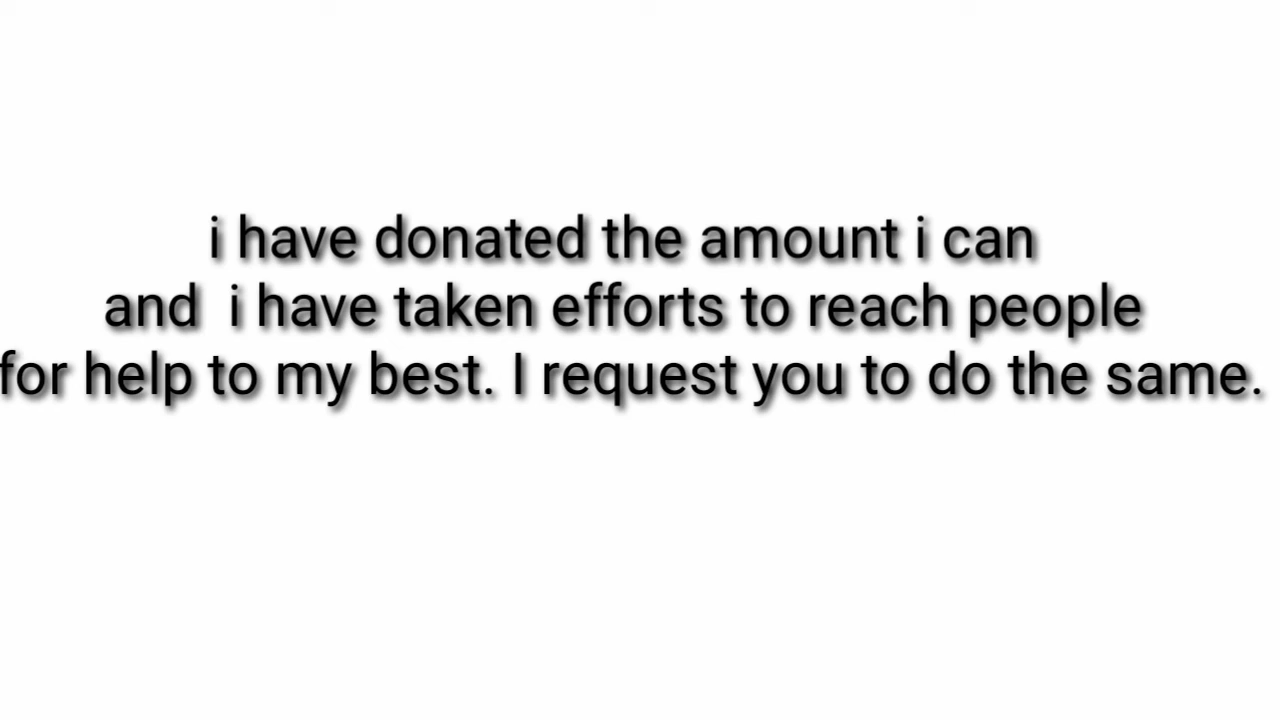 i have donated the amount i can
and  i have taken efforts to reach people
for help to my best. I request you to do the same.